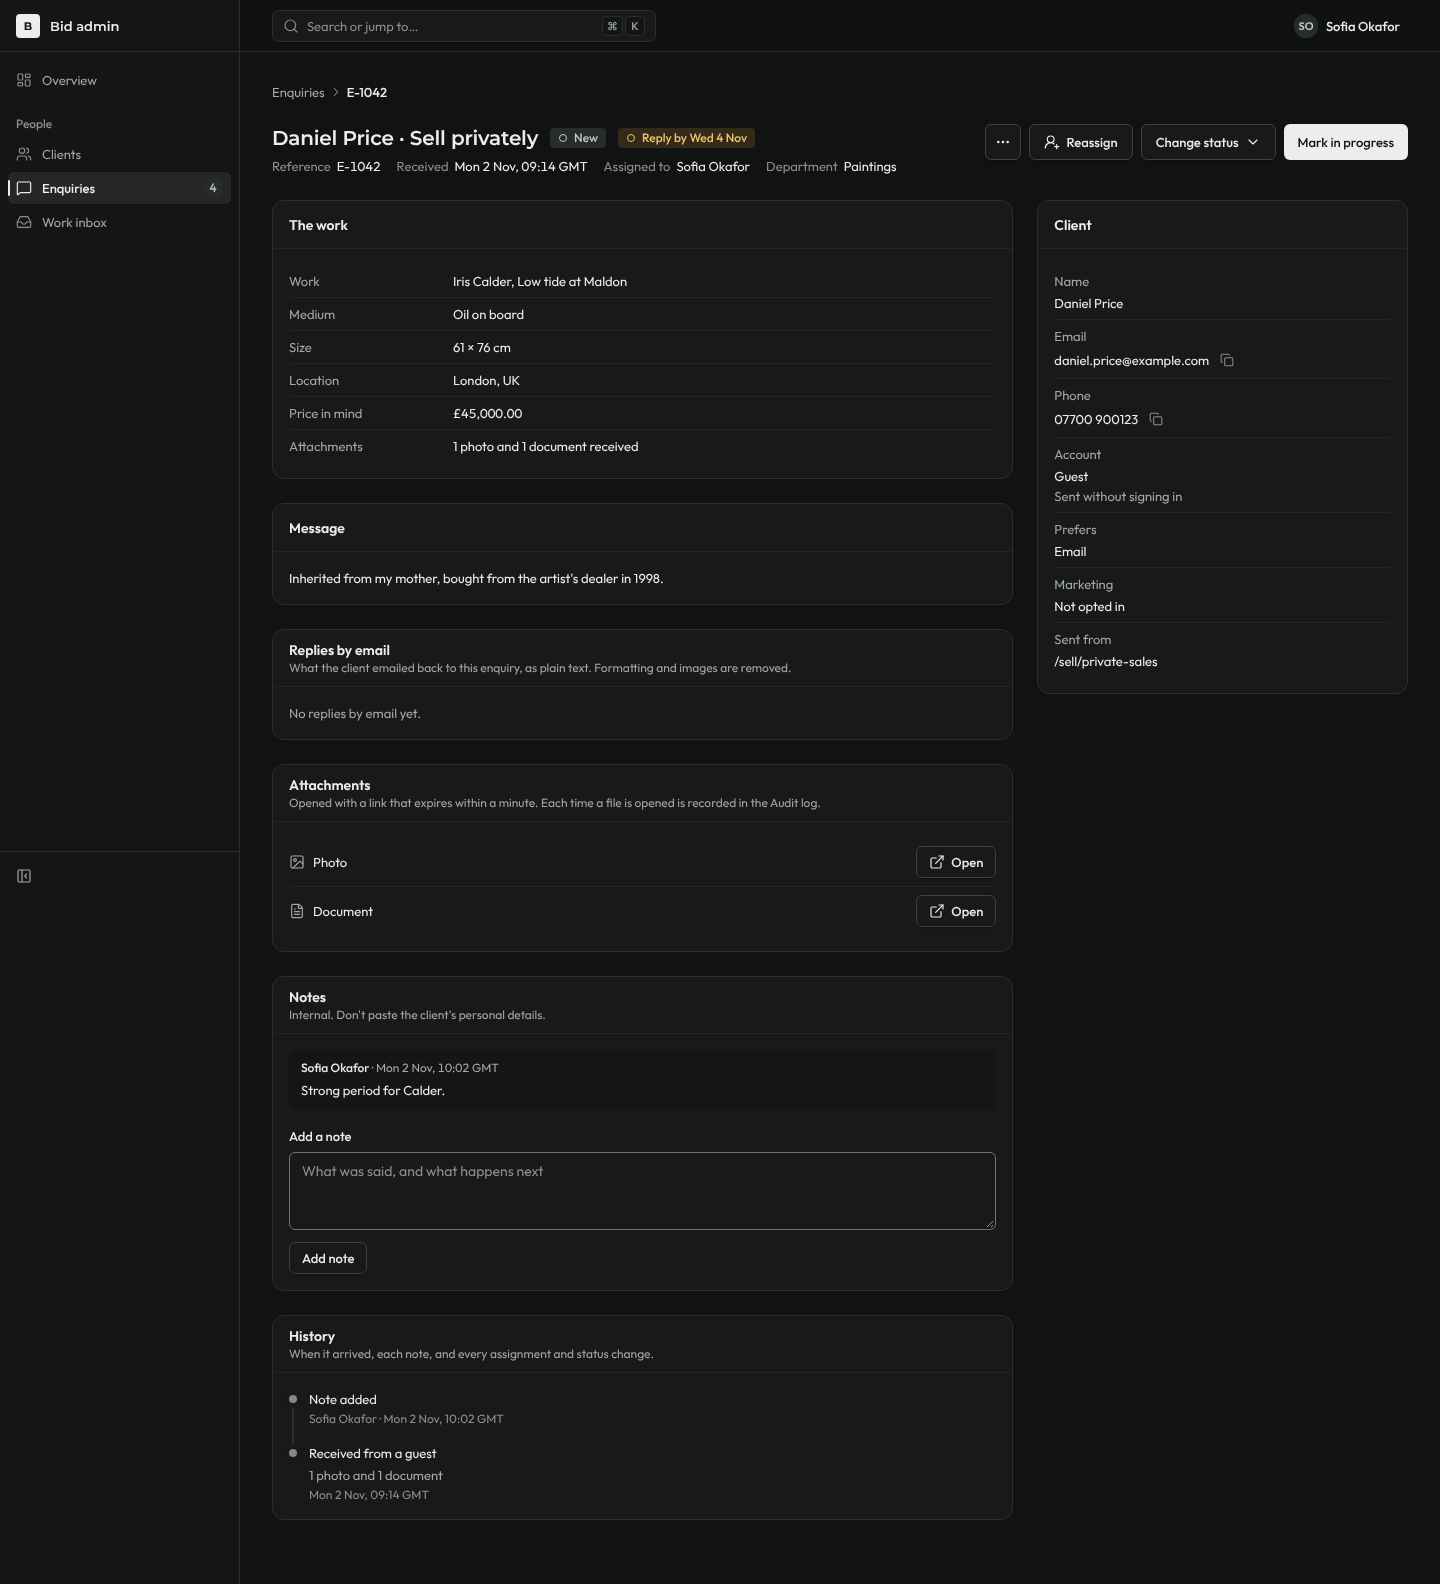 B Bid admin
Search or jump to...
⌘ K
SO Sofia Okafor
Overview
People
Clients
Enquiries 4
Work inbox
Enquiries > E-1042
Daniel Price · Sell privately
New
Reply by Wed 4 Nov
Reassign
Change status
Mark in progress
Reference E-1042 Received Mon 2 Nov, 09:14 GMT Assigned to Sofia Okafor Department Paintings
The work
Work Iris Calder, Low tide at Maldon
Medium Oil on board
Size 61 × 76 cm
Location London, UK
Price in mind £45,000.00
Attachments 1 photo and 1 document received
Message
Inherited from my mother, bought from the artist's dealer in 1998.
Replies by email
What the client emailed back to this enquiry, as plain text. Formatting and images are removed.
No replies by email yet.
Attachments
Opened with a link that expires within a minute. Each time a file is opened is recorded in the Audit log.
Photo Open
Document Open
Notes
Internal. Don't paste the client's personal details.
Sofia Okafor · Mon 2 Nov, 10:02 GMT
Strong period for Calder.
Add a note
What was said, and what happens next
Add note
History
When it arrived, each note, and every assignment and status change.
Note added
Sofia Okafor · Mon 2 Nov, 10:02 GMT
Received from a guest
1 photo and 1 document
Mon 2 Nov, 09:14 GMT
Client
Name
Daniel Price
Email
daniel.price@example.com
Phone
07700 900123
Account
Guest
Sent without signing in
Prefers
Email
Marketing
Not opted in
Sent from
/sell/private-sales